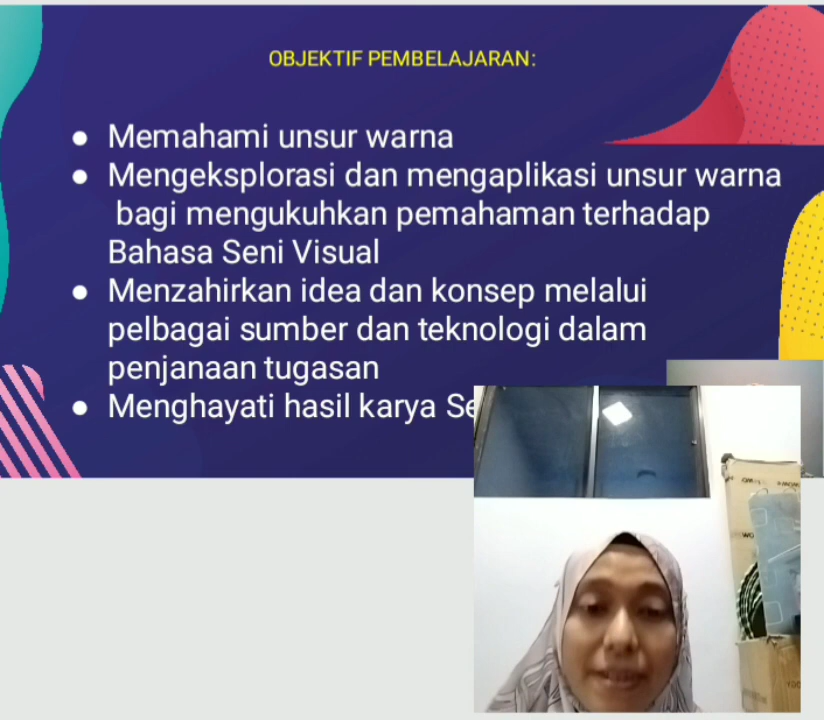 OBJEKTIF PEMBELAJARAN:
● Memahami unsur warna
● Mengeksplorasi dan mengaplikasi unsur warna
bagi mengukuhkan pemahaman terhadap
Bahasa Seni Visual
● Menzahirkan idea dan konsep melalui
pelbagai sumber dan teknologi dalam
penjanaan tugasan
● Menghayati hasil karya